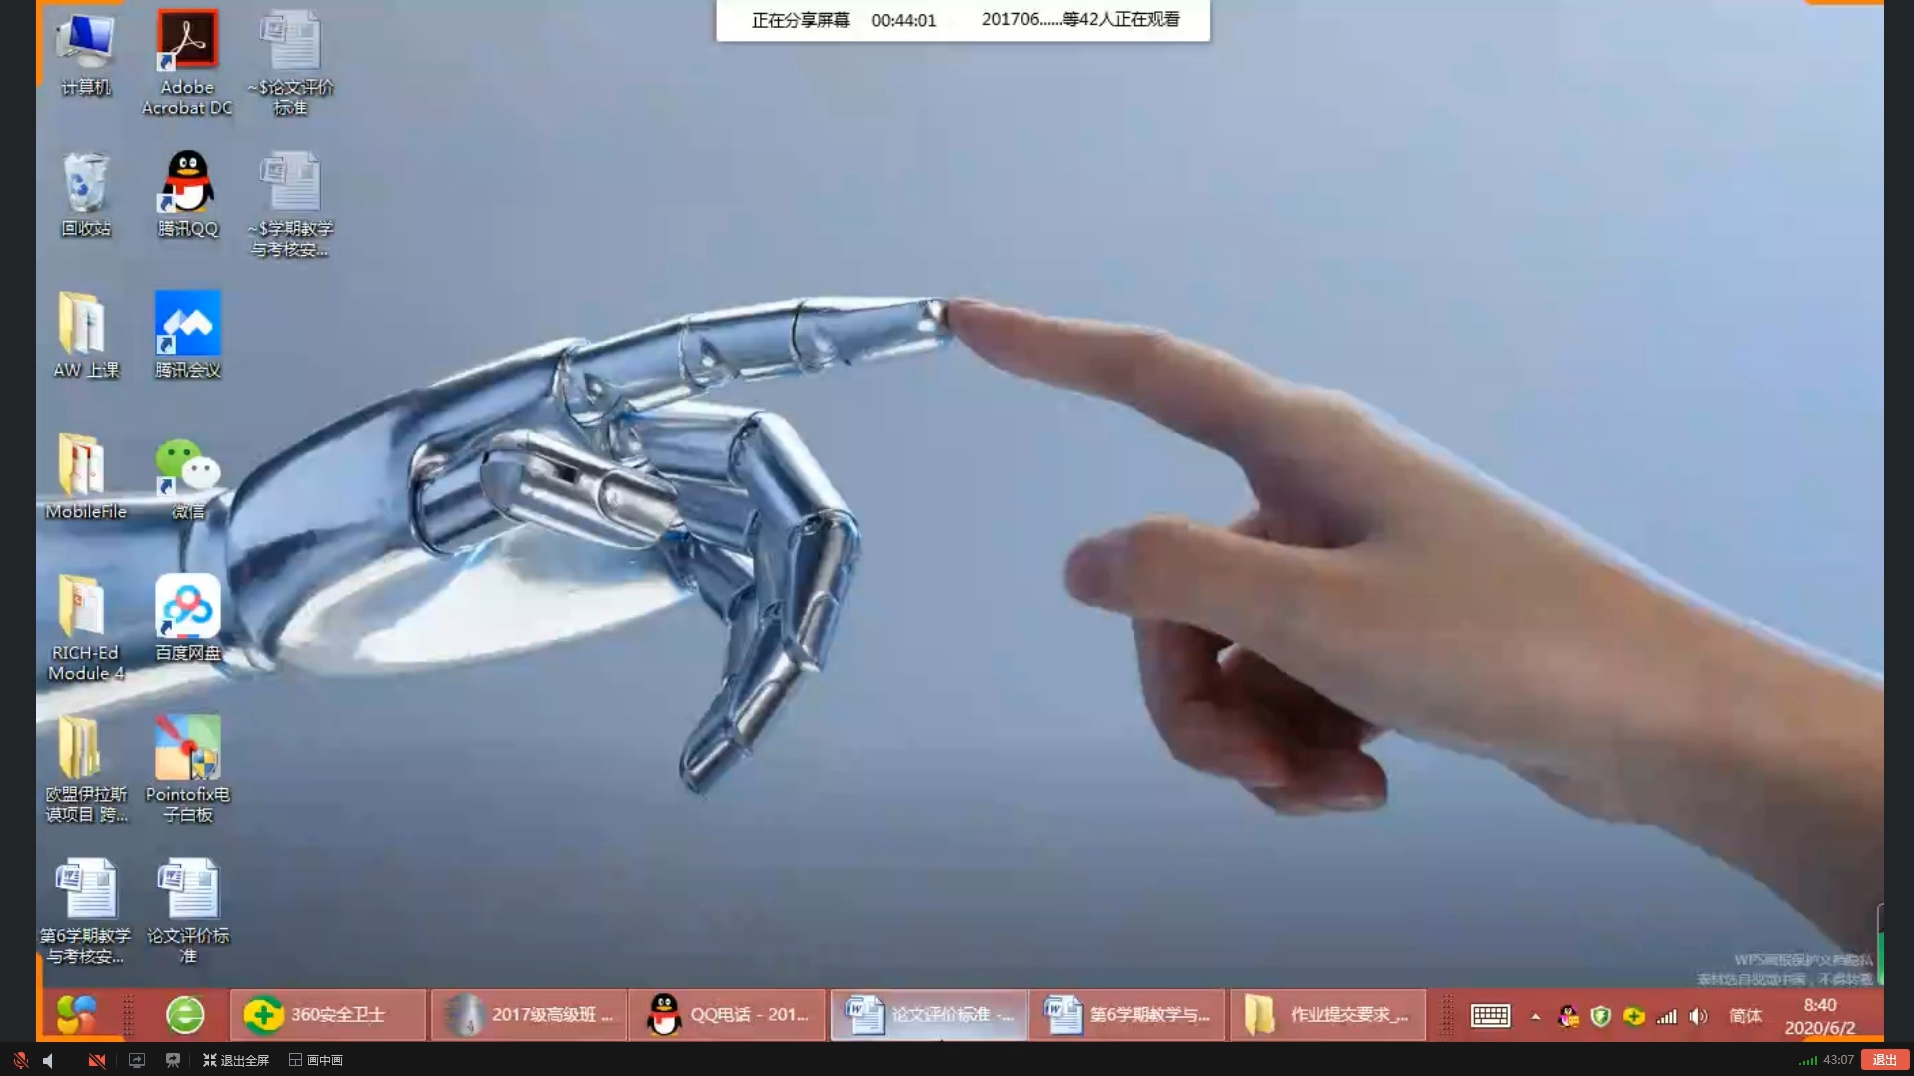 正在分享屏幕 00:44:01 201706......等42人正在观看
计算机
Adobe
Acrobat DC
~$论文评价
标准
回收站
腾讯QQ
~$学期教学
与考核安...
AW 上课
腾讯会议
MobileFile
微信
RICH-Ed
Module 4
百度网盘
欧盟伊拉斯
谟项目 跨...
Pointofix电
子白板
第6学期教学
与考核安...
论文评价标
准
360安全卫士
2017级高级班 ...
QQ电话 - 201...
论文评价标准 -...
第6学期教学与...
作业提交要求_...
简体
8:40
2020/6/2
退出全屏
画中画
43:07
退出